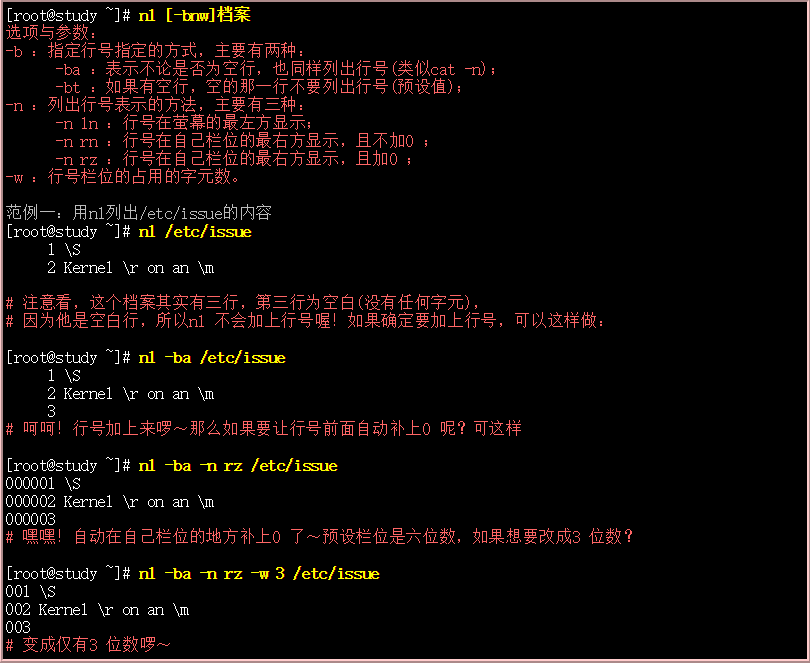 [root@study ~]# nl [-bnw]档案
选项与参数：
-b ：指定行号指定的方式，主要有两种：
-ba ：表示不论是否为空行，也同样列出行号(类似cat -n)；
-bt ：如果有空行，空的那一行不要列出行号(预设值)；
-n ：列出行号表示的方法，主要有三种：
-n ln ：行号在萤幕的最左方显示；
-n rn ：行号在自己栏位的最右方显示，且不加0 ；
-n rz ：行号在自己栏位的最右方显示，且加0 ；
-w ：行号栏位的占用的字元数。
范例一：用nl列出/etc/issue的内容
[root@study ~]# nl /etc/issue
1 \S
2 Kernel \r on an \m
# 注意看，这个档案其实有三行，第三行为空白(没有任何字元)，
# 因为他是空白行，所以nl 不会加上行号喔！如果确定要加上行号，可以这样做：
[root@study ~]# nl -ba /etc/issue
1 \S
2 Kernel \r on an \m
3
# 呵呵！行号加上来啰～那么如果要让行号前面自动补上0 呢？可这样
[root@study ~]# nl -ba -n rz /etc/issue
000001 \S
000002 Kernel \r on an \m
000003
# 嘿嘿！自动在自己栏位的地方补上0 了～预设栏位是六位数，如果想要改成3 位数？
[root@study ~]# nl -ba -n rz -w 3 /etc/issue
001 \S
002 Kernel \r on an \m
003
# 变成仅有3 位数啰～